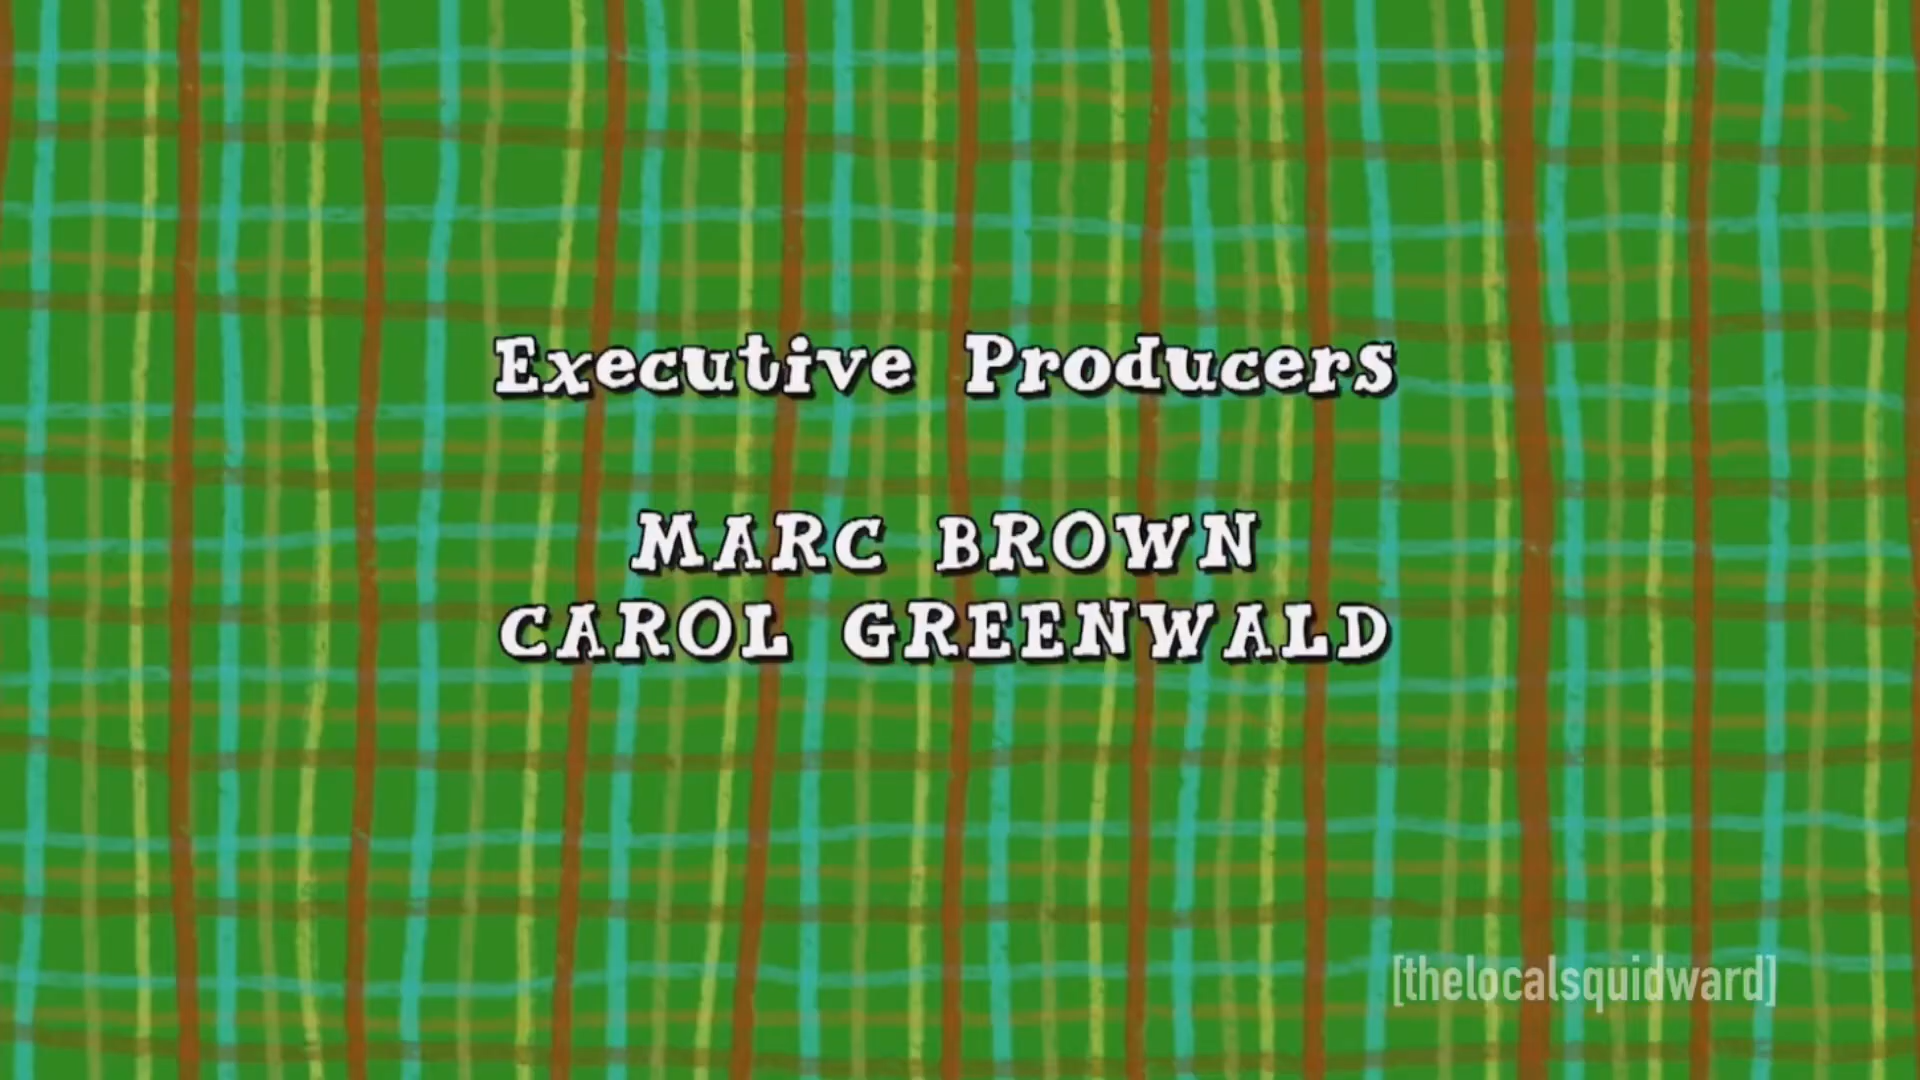 Executive Producers
MARC BROWN
CAROL GREENWALD
[thelocalsquidward]